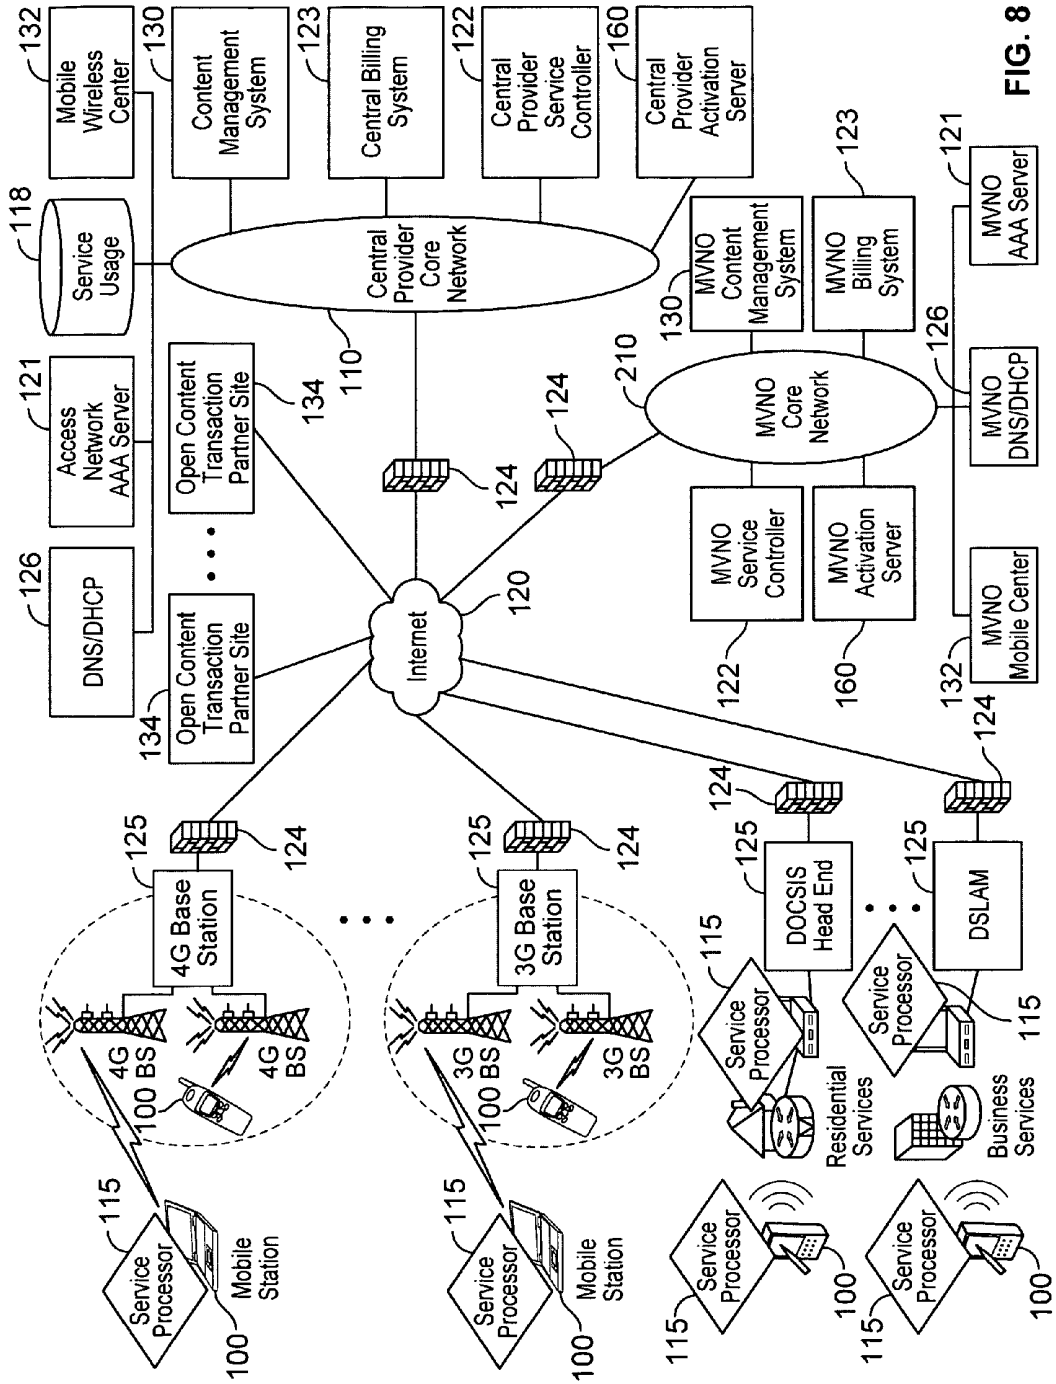 126
DNS/DHCP
121
Access
Network
AAA Server
118
Service
Usage
132
Mobile
Wireless
Center
134
Open Content
Transaction
Partner Site
Open Content
Transaction
Partner Site
134
130
Content
Management
System
123
Central Billing
System
122
Central
Provider
Service
Controller
160
Central
Provider
Activation
Server
Central
Provider
Core
Network
110
115
Service
Processor
Mobile
Station
100
4G
BS
100
4G
BS
125
4G Base
Station
124
115
Service
Processor
Mobile
Station
100
3G
BS
100
3G
BS
125
3G Base
Station
124
Internet
120
124
124
210
MVNO
Core
Network
122
MVNO
Service
Controller
130
MVNO
Content
Management
System
160
MVNO
Activation
Server
123
MVNO
Billing
System
132
MVNO
Mobile Center
126
MVNO
DNS/DHCP
121
MVNO
AAA Server
115
Service
Processor
100
Residential
Services
Service
Processor
115
125
DOCSIS
Head End
124
115
Service
Processor
100
Business
Services
Service
Processor
115
125
DSLAM
124
FIG. 8